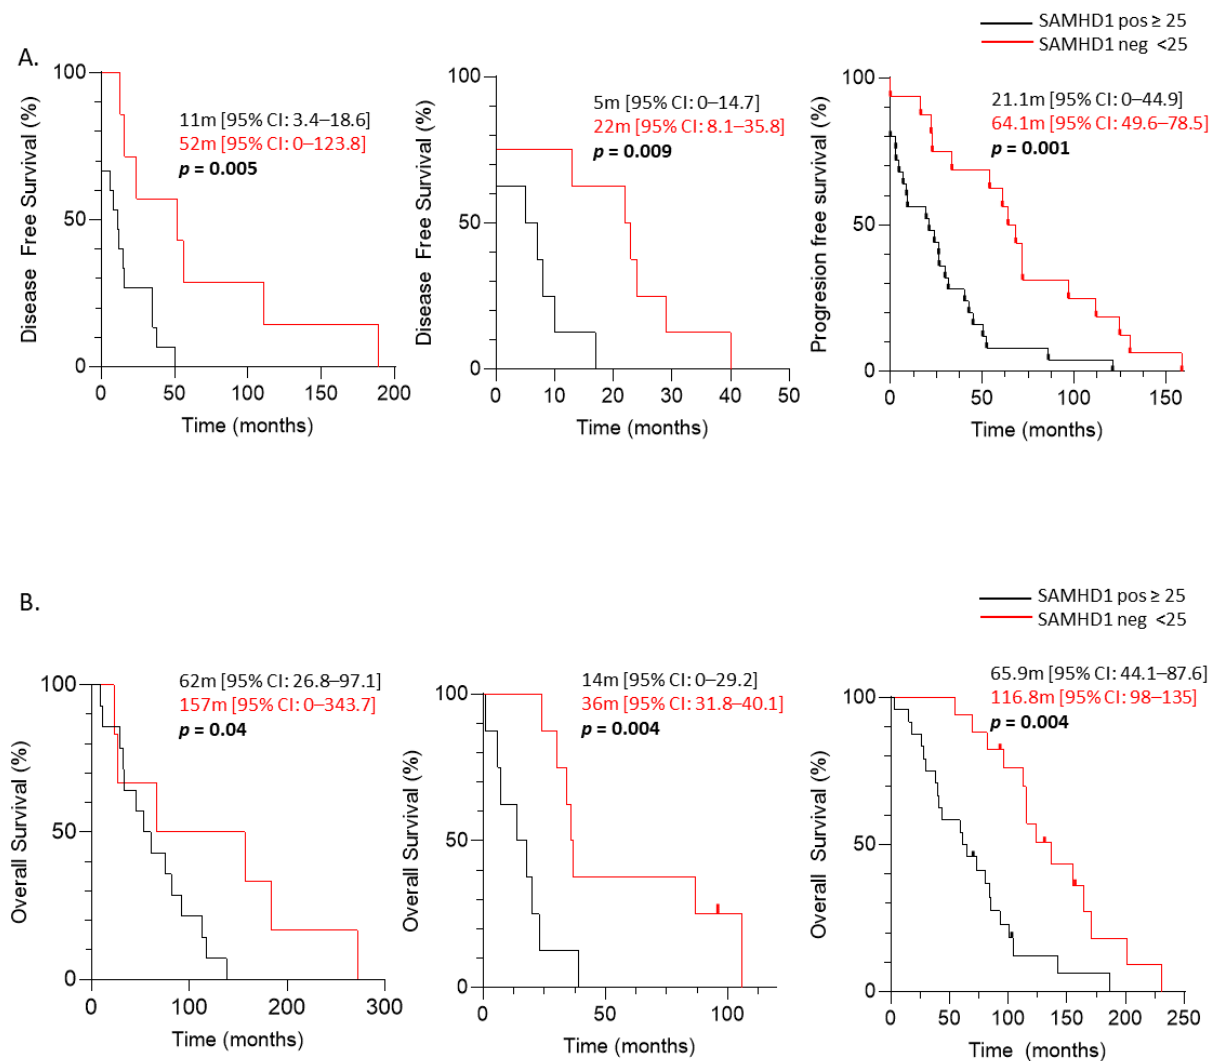 SAMHD1 pos ≥ 25
SAMHD1 neg <25
A.
Disease Free Survival (%)
100
50
0
11m [95% CI: 3.4–18.6]
52m [95% CI: 0–123.8]
p = 0.005
0 50 100 150 200
Time (months)
Disease Free Survival (%)
100
50
0
5m [95% CI: 0–14.7]
22m [95% CI: 8.1–35.8]
p = 0.009
0 10 20 30 40 50
Time (months)
Progresion free survival (%)
100
50
0
21.1m [95% CI: 0–44.9]
64.1m [95% CI: 49.6–78.5]
p = 0.001
0 50 100 150
Time (months)
B.
SAMHD1 pos ≥ 25
SAMHD1 neg <25
Overall Survival (%)
100
50
0
62m [95% CI: 26.8–97.1]
157m [95% CI: 0–343.7]
p = 0.04
0 100 200 300
Time (months)
Overall Survival (%)
100
50
0
14m [95% CI: 0–29.2]
36m [95% CI: 31.8–40.1]
p = 0.004
0 50 100
Time (months)
Overall Survival (%)
100
50
0
65.9m [95% CI: 44.1–87.6]
116.8m [95% CI: 98–135]
p = 0.004
0 50 100 150 200 250
Time (months)